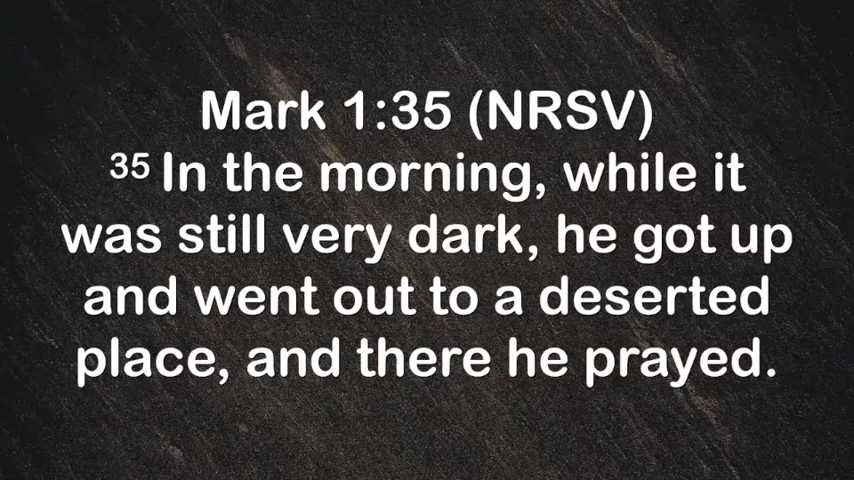 Mark 1:35 (NRSV)
35 In the morning, while it
was still very dark, he got up
and went out to a deserted
place, and there he prayed.